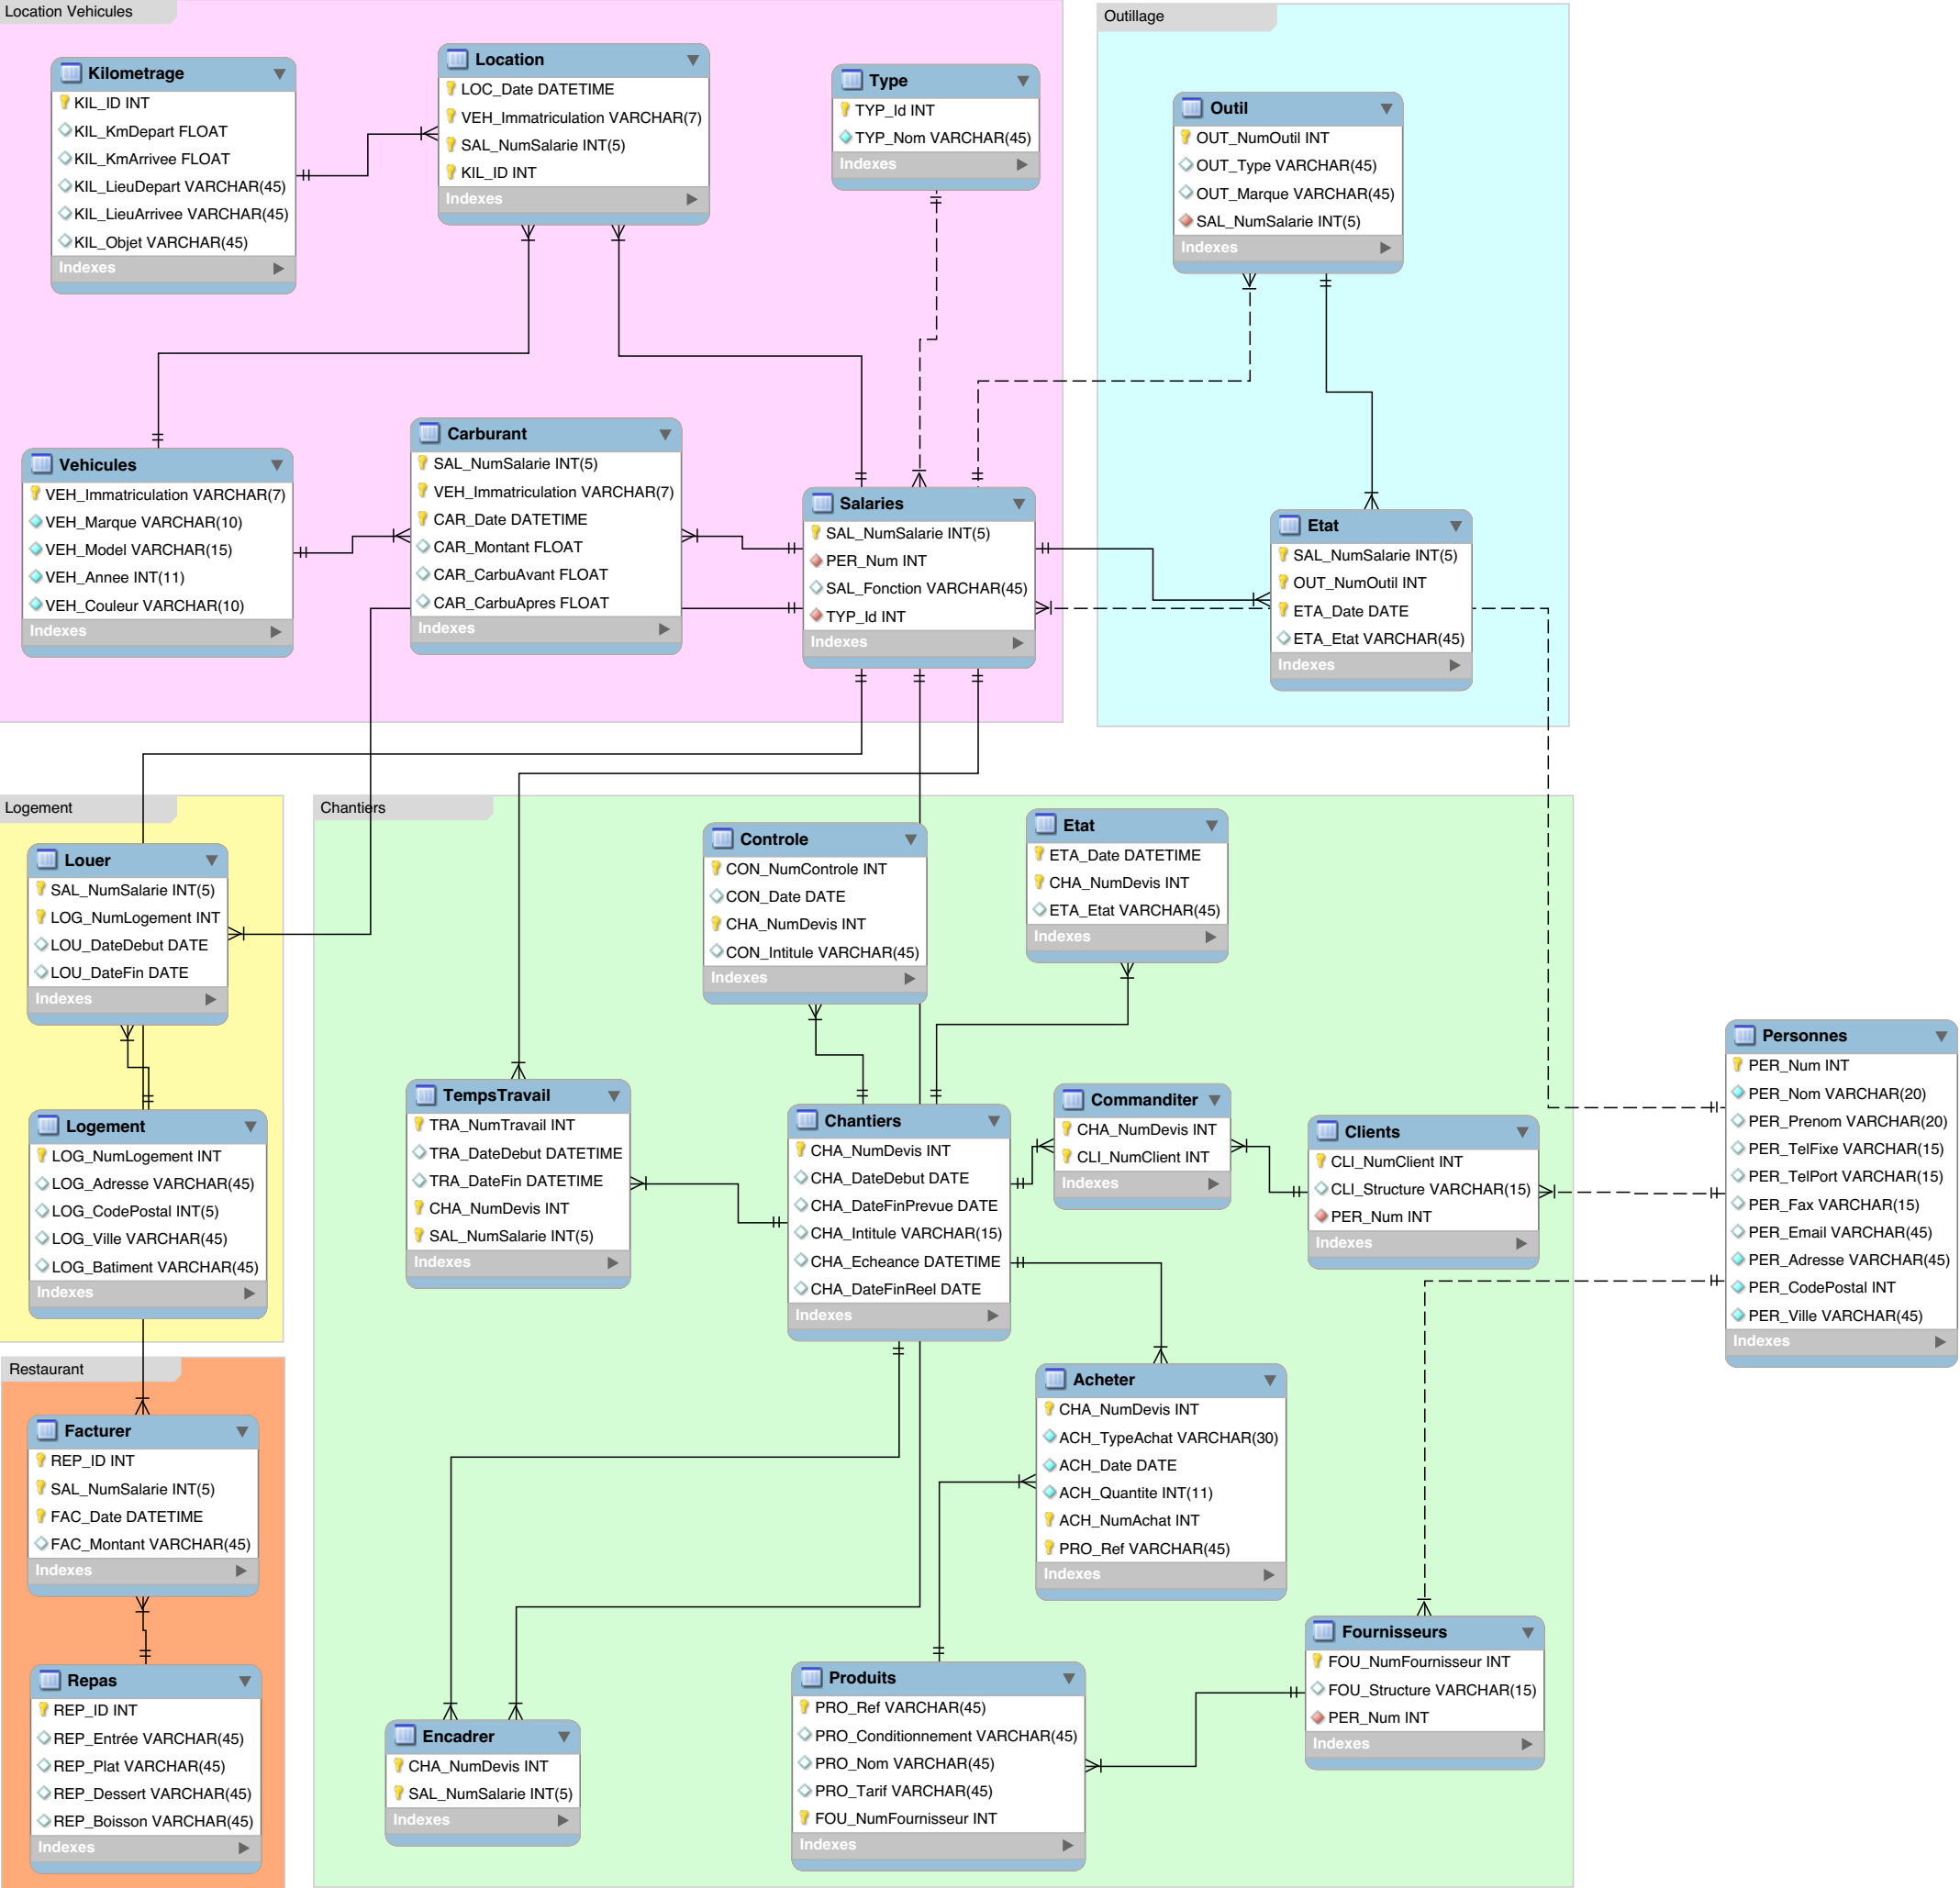 Location Vehicules
Kilometrage
KIL_ID INT
KIL_KmDepart FLOAT
KIL_KmArrivee FLOAT
KIL_LieuDepart VARCHAR(45)
KIL_LieuArrivee VARCHAR(45)
KIL_Objet VARCHAR(45)
Indexes
Location
LOC_Date DATETIME
VEH_Immatriculation VARCHAR(7)
SAL_NumSalarie INT(5)
KIL_ID INT
Indexes
Type
TYP_Id INT
TYP_Nom VARCHAR(45)
Indexes
Vehicules
VEH_Immatriculation VARCHAR(7)
VEH_Marque VARCHAR(10)
VEH_Model VARCHAR(15)
VEH_Annee INT(11)
VEH_Couleur VARCHAR(10)
Indexes
Carburant
SAL_NumSalarie INT(5)
VEH_Immatriculation VARCHAR(7)
CAR_Date DATETIME
CAR_Montant FLOAT
CAR_CarbuAvant FLOAT
CAR_CarbuApres FLOAT
Indexes
Salaries
SAL_NumSalarie INT(5)
PER_Num INT
SAL_Fonction VARCHAR(45)
TYP_Id INT
Indexes
Outillage
Outil
OUT_NumOutil INT
OUT_Type VARCHAR(45)
OUT_Marque VARCHAR(45)
SAL_NumSalarie INT(5)
Indexes
Etat
SAL_NumSalarie INT(5)
OUT_NumOutil INT
ETA_Date DATE
ETA_Etat VARCHAR(45)
Indexes
Logement
Louer
SAL_NumSalarie INT(5)
LOG_NumLogement INT
LOU_DateDebut DATE
LOU_DateFin DATE
Indexes
Logement
LOG_NumLogement INT
LOG_Adresse VARCHAR(45)
LOG_CodePostal INT(5)
LOG_Ville VARCHAR(45)
LOG_Batiment VARCHAR(45)
Indexes
Restaurant
Facturer
REP_ID INT
SAL_NumSalarie INT(5)
FAC_Date DATETIME
FAC_Montant VARCHAR(45)
Indexes
Repas
REP_ID INT
REP_Entrée VARCHAR(45)
REP_Plat VARCHAR(45)
REP_Dessert VARCHAR(45)
REP_Boisson VARCHAR(45)
Indexes
Chantiers
Controle
CON_NumControle INT
CON_Date DATE
CHA_NumDevis INT
CON_Intitule VARCHAR(45)
Indexes
Etat
ETA_Date DATETIME
CHA_NumDevis INT
ETA_Etat VARCHAR(45)
Indexes
TempsTravail
TRA_NumTravail INT
TRA_DateDebut DATETIME
TRA_DateFin DATETIME
CHA_NumDevis INT
SAL_NumSalarie INT(5)
Indexes
Chantiers
CHA_NumDevis INT
CHA_DateDebut DATE
CHA_DateFinPrevue DATE
CHA_Intitule VARCHAR(15)
CHA_Echeance DATETIME
CHA_DateFinReel DATE
Indexes
Commanditer
CHA_NumDevis INT
CLI_NumClient INT
Indexes
Clients
CLI_NumClient INT
CLI_Structure VARCHAR(15)
PER_Num INT
Indexes
Acheter
CHA_NumDevis INT
ACH_TypeAchat VARCHAR(30)
ACH_Date DATE
ACH_Quantite INT(11)
ACH_NumAchat INT
PRO_Ref VARCHAR(45)
Indexes
Encadrer
CHA_NumDevis INT
SAL_NumSalarie INT(5)
Indexes
Produits
PRO_Ref VARCHAR(45)
PRO_Conditionnement VARCHAR(45)
PRO_Nom VARCHAR(45)
PRO_Tarif VARCHAR(45)
FOU_NumFournisseur INT
Indexes
Fournisseurs
FOU_NumFournisseur INT
FOU_Structure VARCHAR(15)
PER_Num INT
Indexes
Personnes
PER_Num INT
PER_Nom VARCHAR(20)
PER_Prenom VARCHAR(20)
PER_TelFixe VARCHAR(15)
PER_TelPort VARCHAR(15)
PER_Fax VARCHAR(15)
PER_Email VARCHAR(45)
PER_Adresse VARCHAR(45)
PER_CodePostal INT
PER_Ville VARCHAR(45)
Indexes